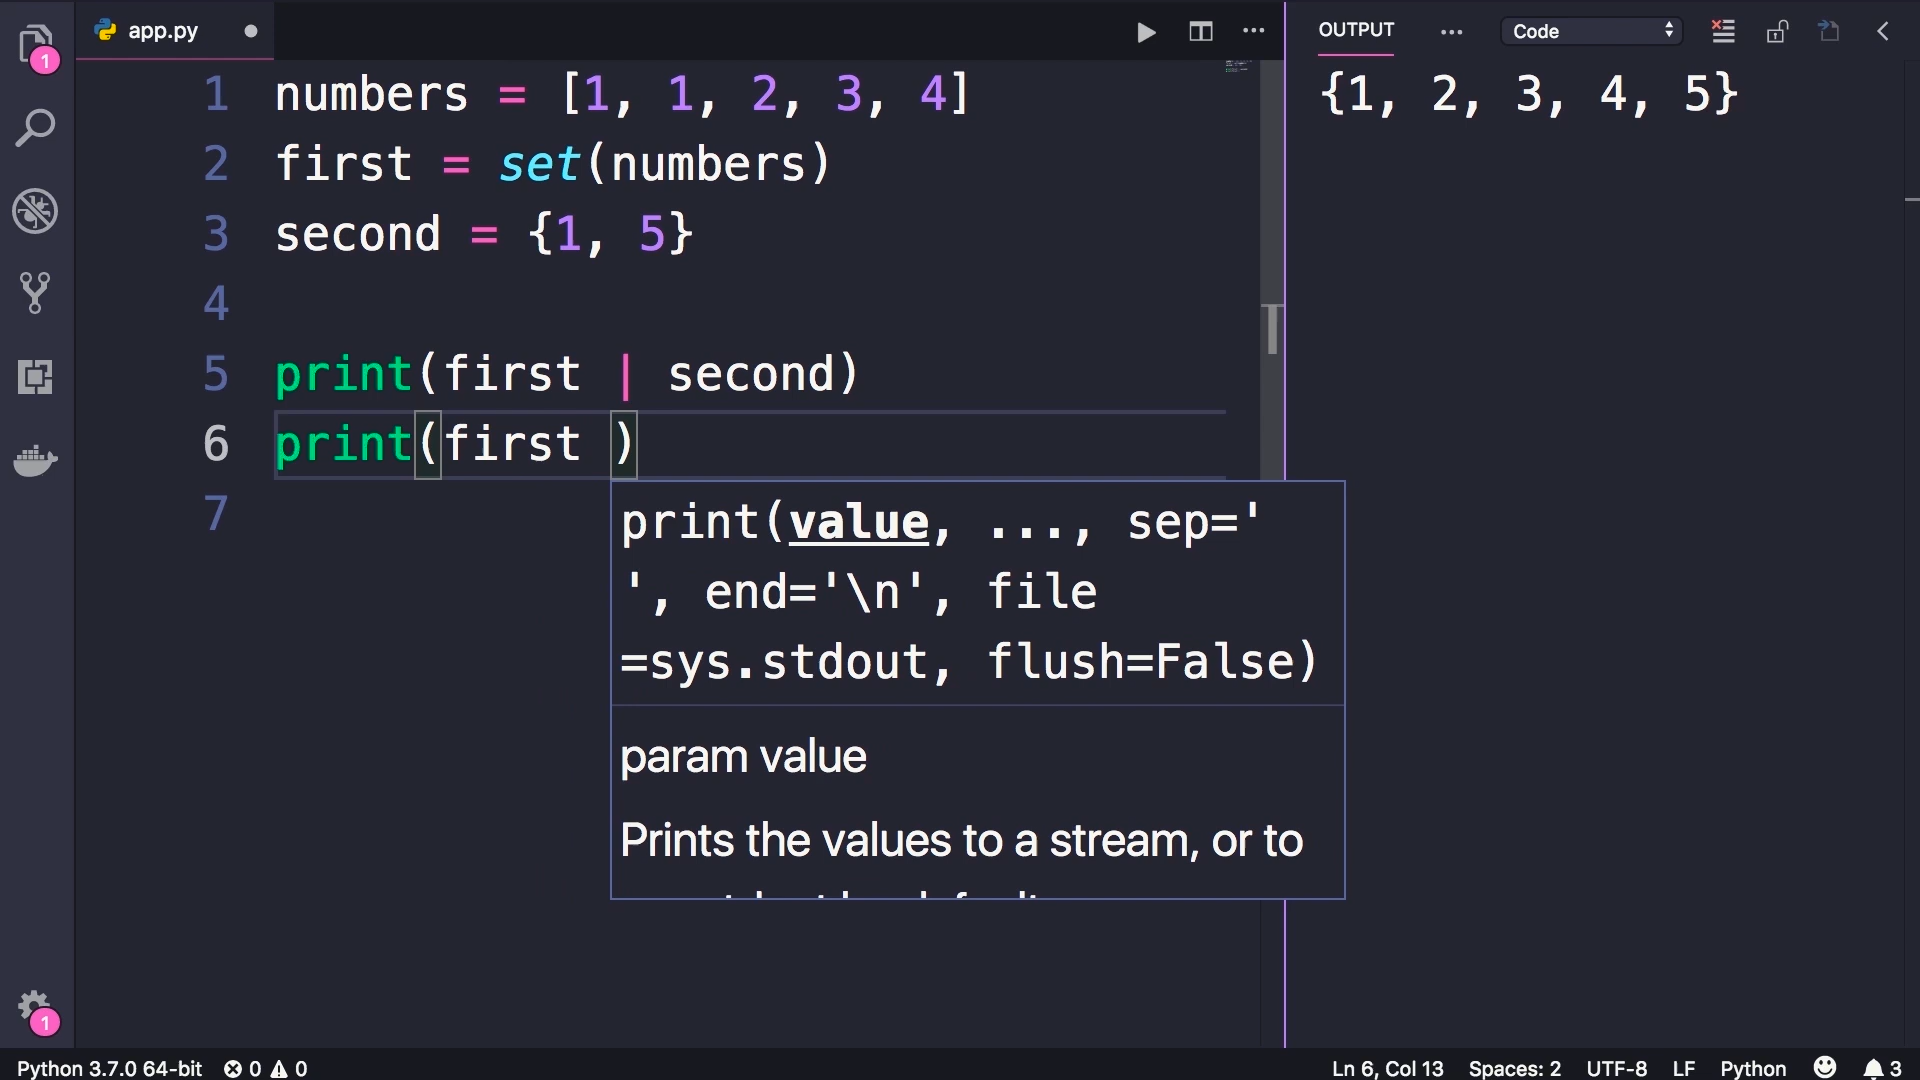 app.py
OUTPUT
Code
1
1 numbers = [1, 1, 2, 3, 4]
2 first = set(numbers)
3 second = {1, 5}
4
5 print(first | second)
6 print(first )
7
{1, 2, 3, 4, 5}
print(value, ..., sep='
', end='\n', file
=sys.stdout, flush=False)
param value
Prints the values to a stream, or to
1
Python 3.7.0 64-bit 0 0
Ln 6, Col 13 Spaces: 2 UTF-8 LF Python 3